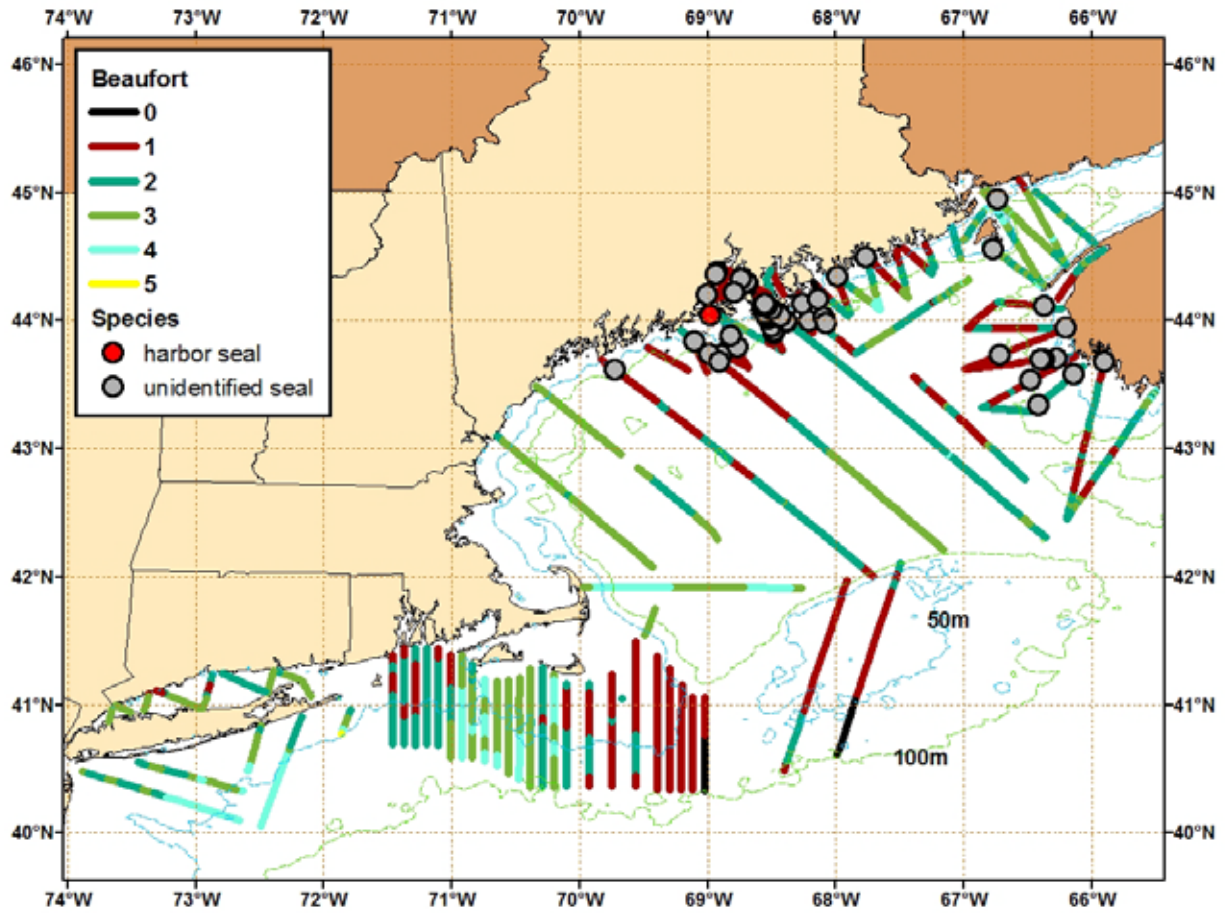 74°W 73°W 72°W 71°W 70°W 69°W 68°W 67°W 66°W
46°N 46°N
Beaufort
0
1
2
3
4
5
Species
harbor seal
unidentified seal
45°N 45°N
44°N 44°N
43°N 43°N
42°N 42°N
50m
41°N 41°N
100m
40°N 40°N
74°W 73°W 72°W 71°W 70°W 69°W 68°W 67°W 66°W